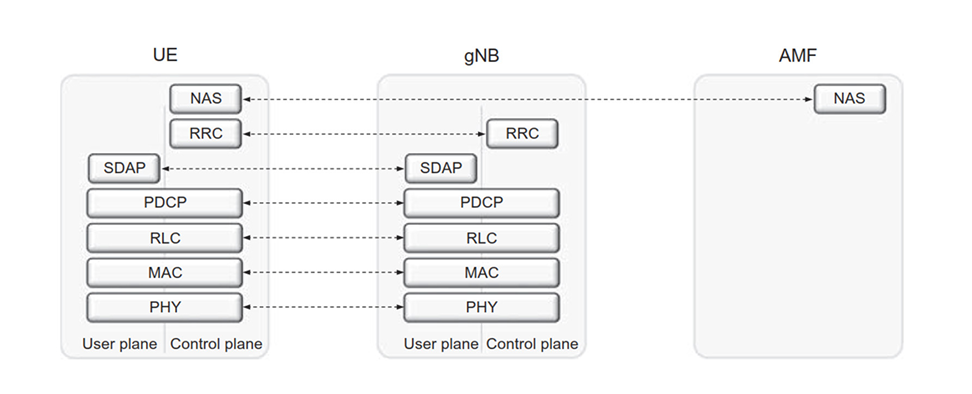 UE gNB AMF
NAS NAS
RRC RRC
SDAP SDAP
PDCP PDCP
RLC RLC
MAC MAC
PHY PHY
User plane Control plane User plane Control plane